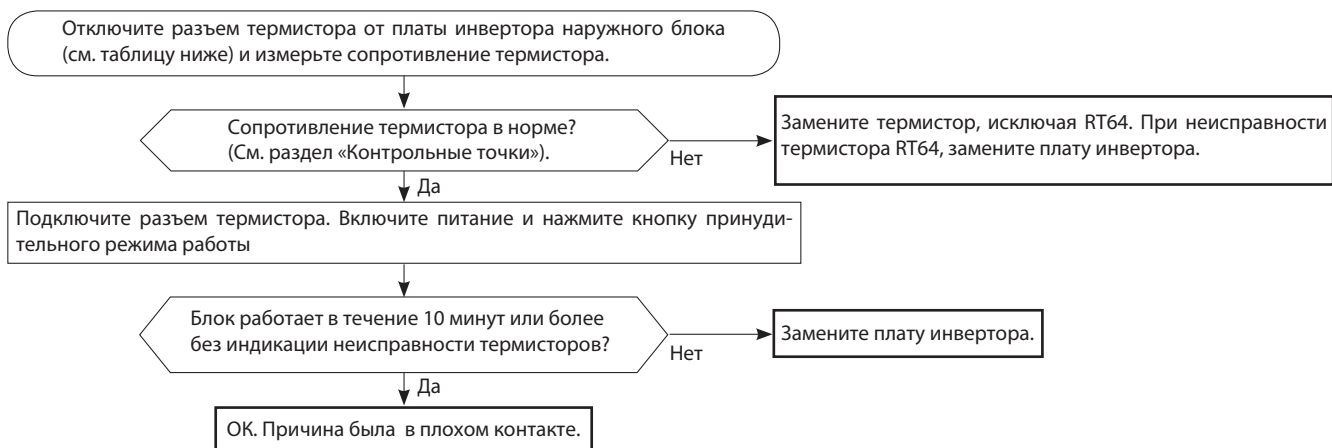 Отключите разъем термистора от платы инвертора наружного блока
(см. таблицу ниже) и измерьте сопротивление термистора.
Сопротивление термистора в норме?
(См. раздел «Контрольные точки»).
Нет
Замените термистор, исключая RT64. При неисправности
термистора RT64, замените плату инвертора.
Да
Подключите разъем термистора. Включите питание и нажмите кнопку принуди-
тельного режима работы
Блок работает в течение 10 минут или более
без индикации неисправности термисторов?
Нет
Замените плату инвертора.
Да
ОК. Причина была в плохом контакте.